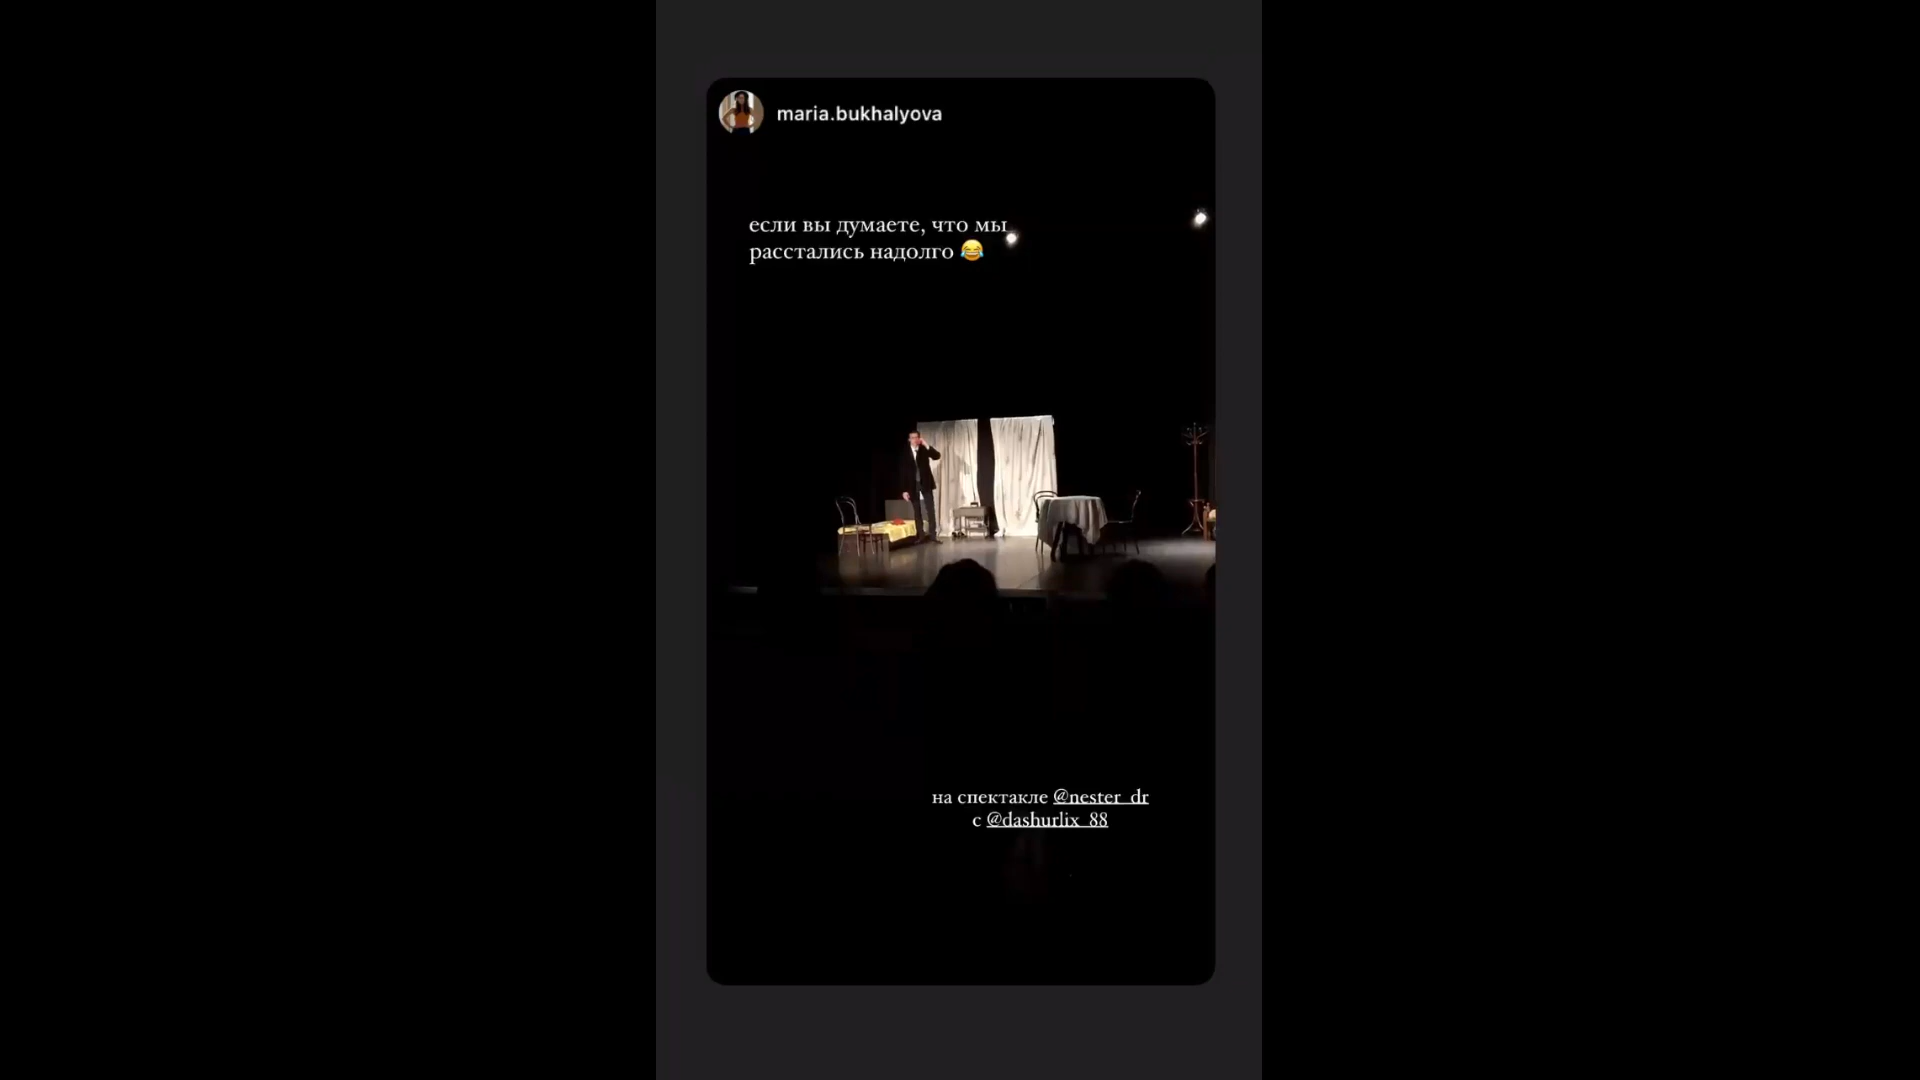 maria.bukhalyova
если вы думаете, что мы
расстались надолго 😂
на спектакле @nester_dr
с @dashurlix_88